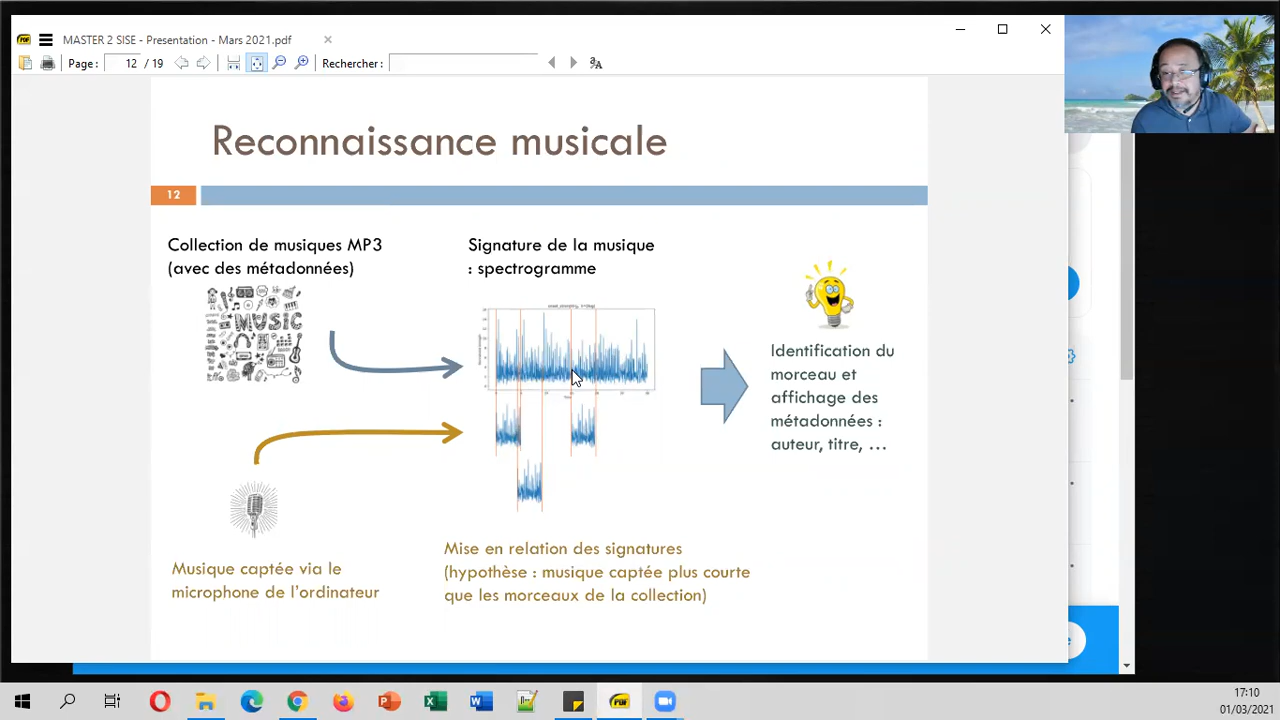 MASTER 2 SISE - Presentation - Mars 2021.pdf
Page: 12 / 19
Rechercher:
Reconnaissance musicale
12
Collection de musiques MP3
(avec des métadonnées)
MUSIC
Signature de la musique
: spectrogramme
Identification du
morceau et
affichage des
métadonnées :
auteur, titre, ...
Musique captée via le
microphone de l'ordinateur
Mise en relation des signatures
(hypothèse : musique captée plus courte
que les morceaux de la collection)
17:10
01/03/2021